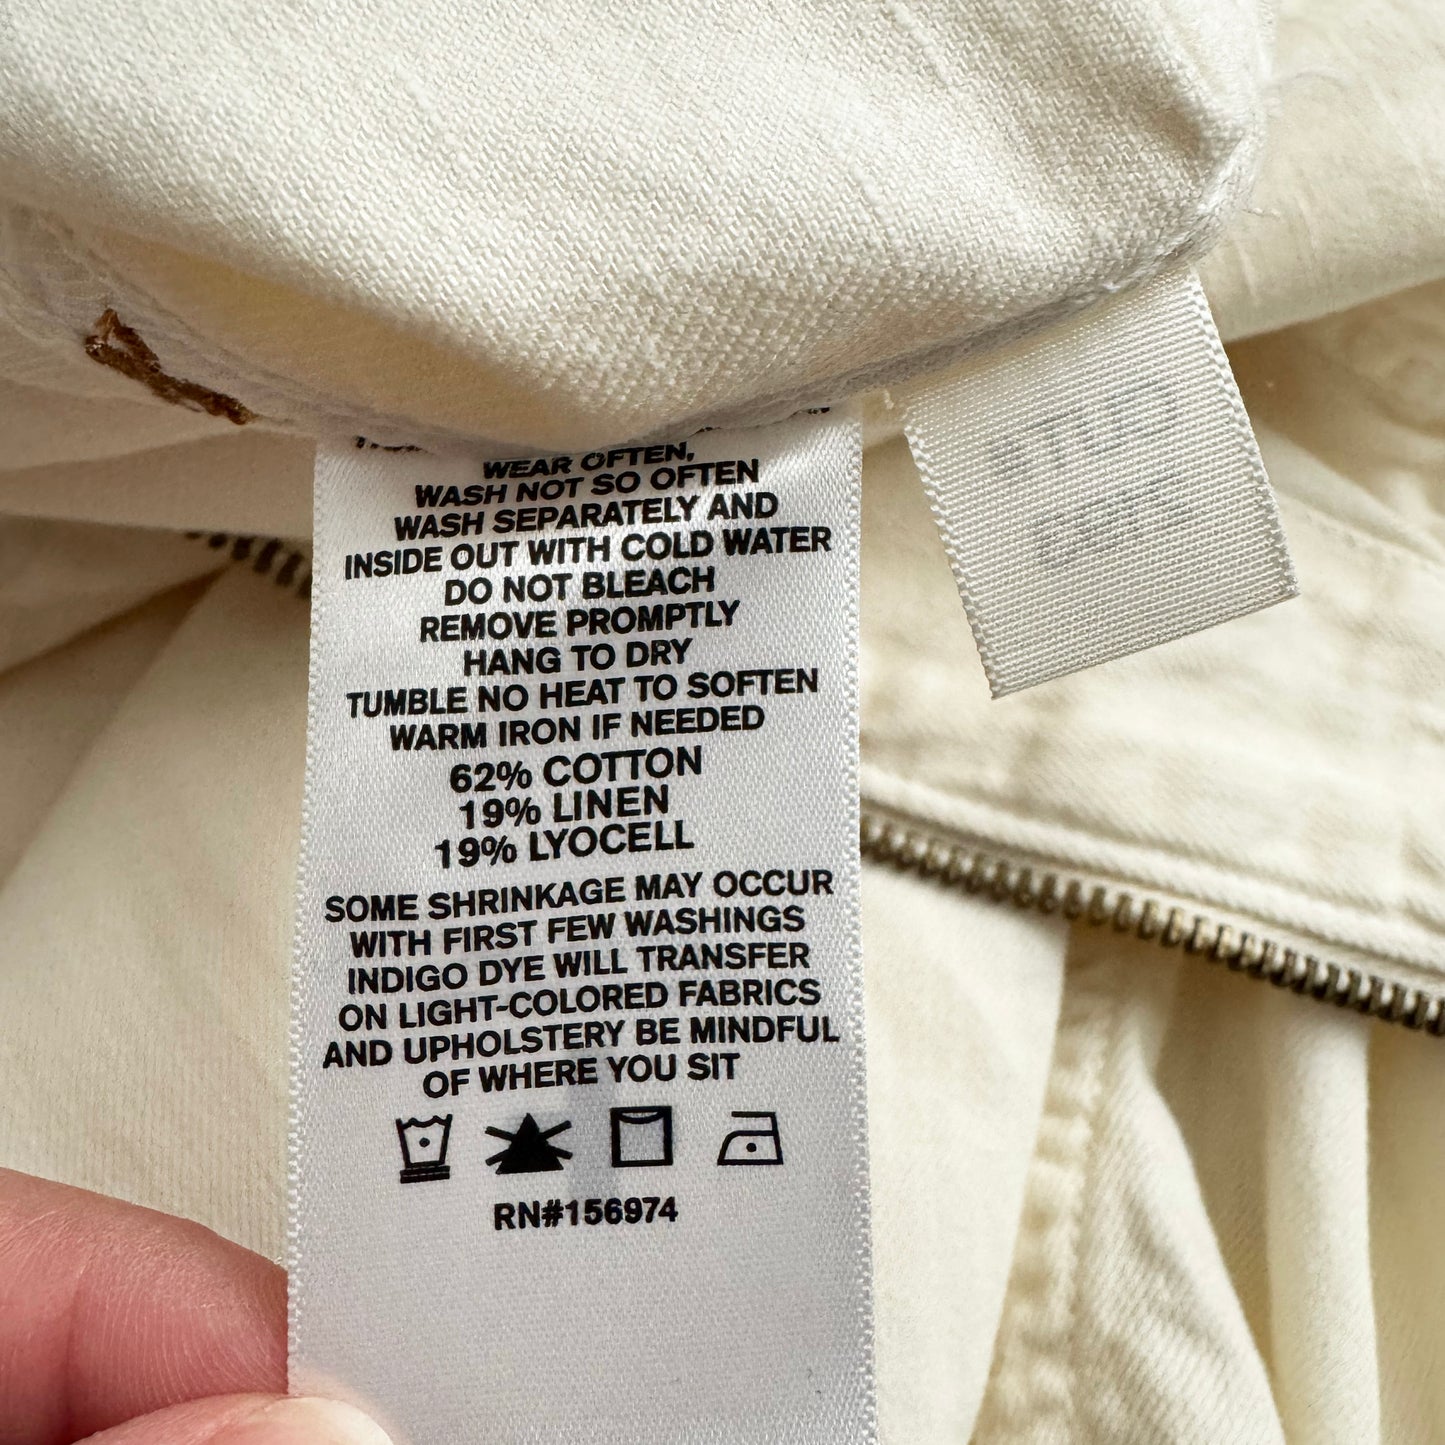 WEAR OFTEN,
WASH NOT SO OFTEN
WASH SEPARATELY AND
INSIDE OUT WITH COLD WATER
DO NOT BLEACH
REMOVE PROMPTLY
HANG TO DRY
TUMBLE NO HEAT TO SOFTEN
WARM IRON IF NEEDED
62% COTTON
19% LINEN
19% LYOCELL
SOME SHRINKAGE MAY OCCUR
WITH FIRST FEW WASHINGS
INDIGO DYE WILL TRANSFER
ON LIGHT-COLORED FABRICS
AND UPHOLSTERY BE MINDFUL
OF WHERE YOU SIT
RN#156974